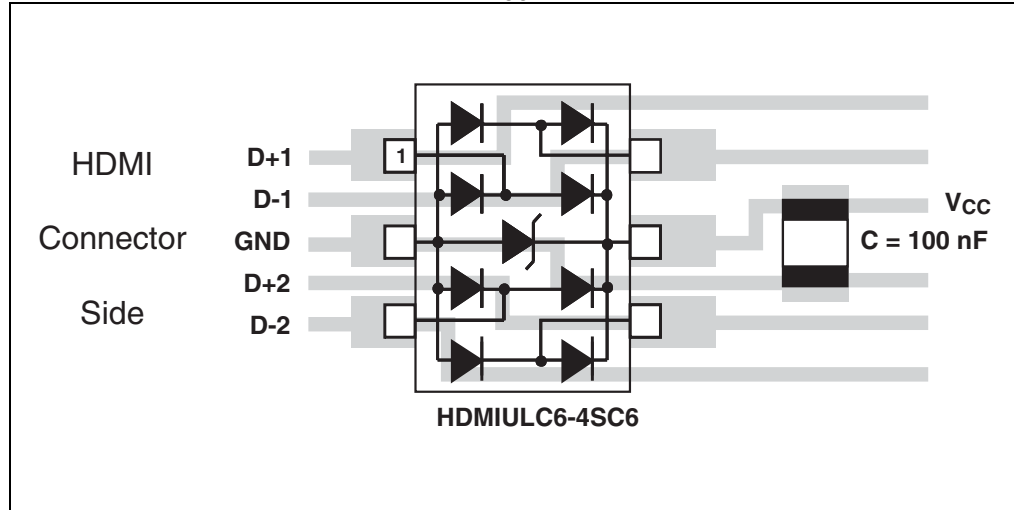 HDMI
Connector
Side
D+1
D-1
GND
D+2
D-2
1
VCC
C = 100 nF
HDMIULC6-4SC6